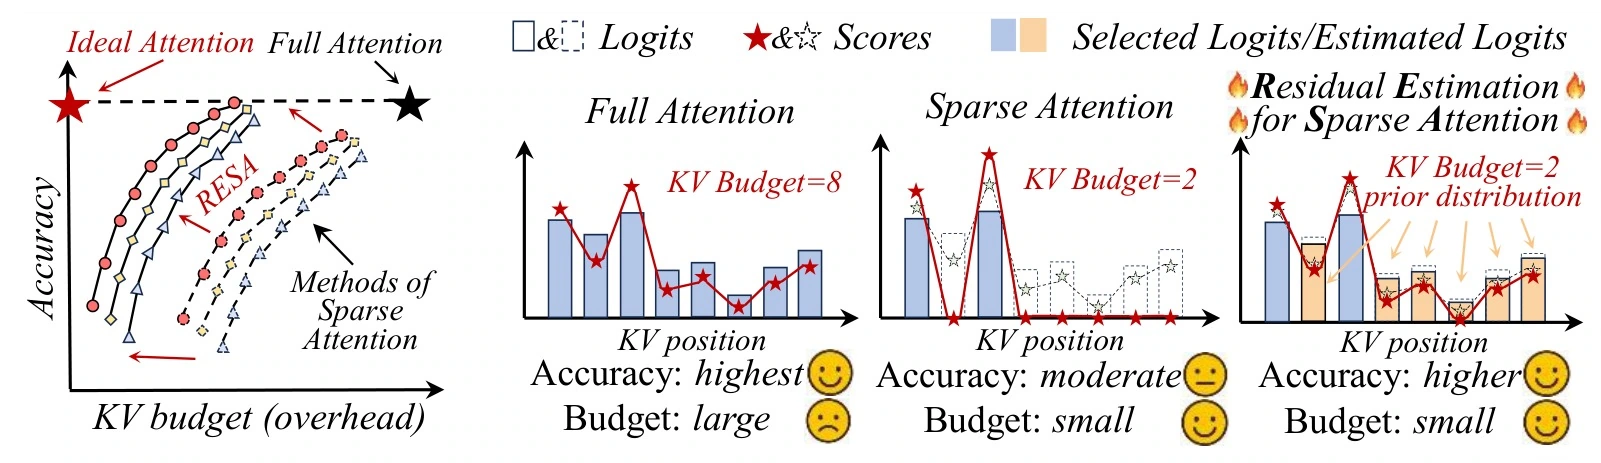 Ideal Attention Full Attention
Accuracy
RESA
Methods of
Sparse
Attention
KV budget (overhead)
& Logits
& Scores
Selected Logits/Estimated Logits
Full Attention
KV Budget=8
KV position
Accuracy: highest
Budget: large
Sparse Attention
KV Budget=2
KV position
Accuracy: moderate
Budget: small
Residual Estimation
for Sparse Attention
KV Budget=2
prior distribution
KV position
Accuracy: higher
Budget: small